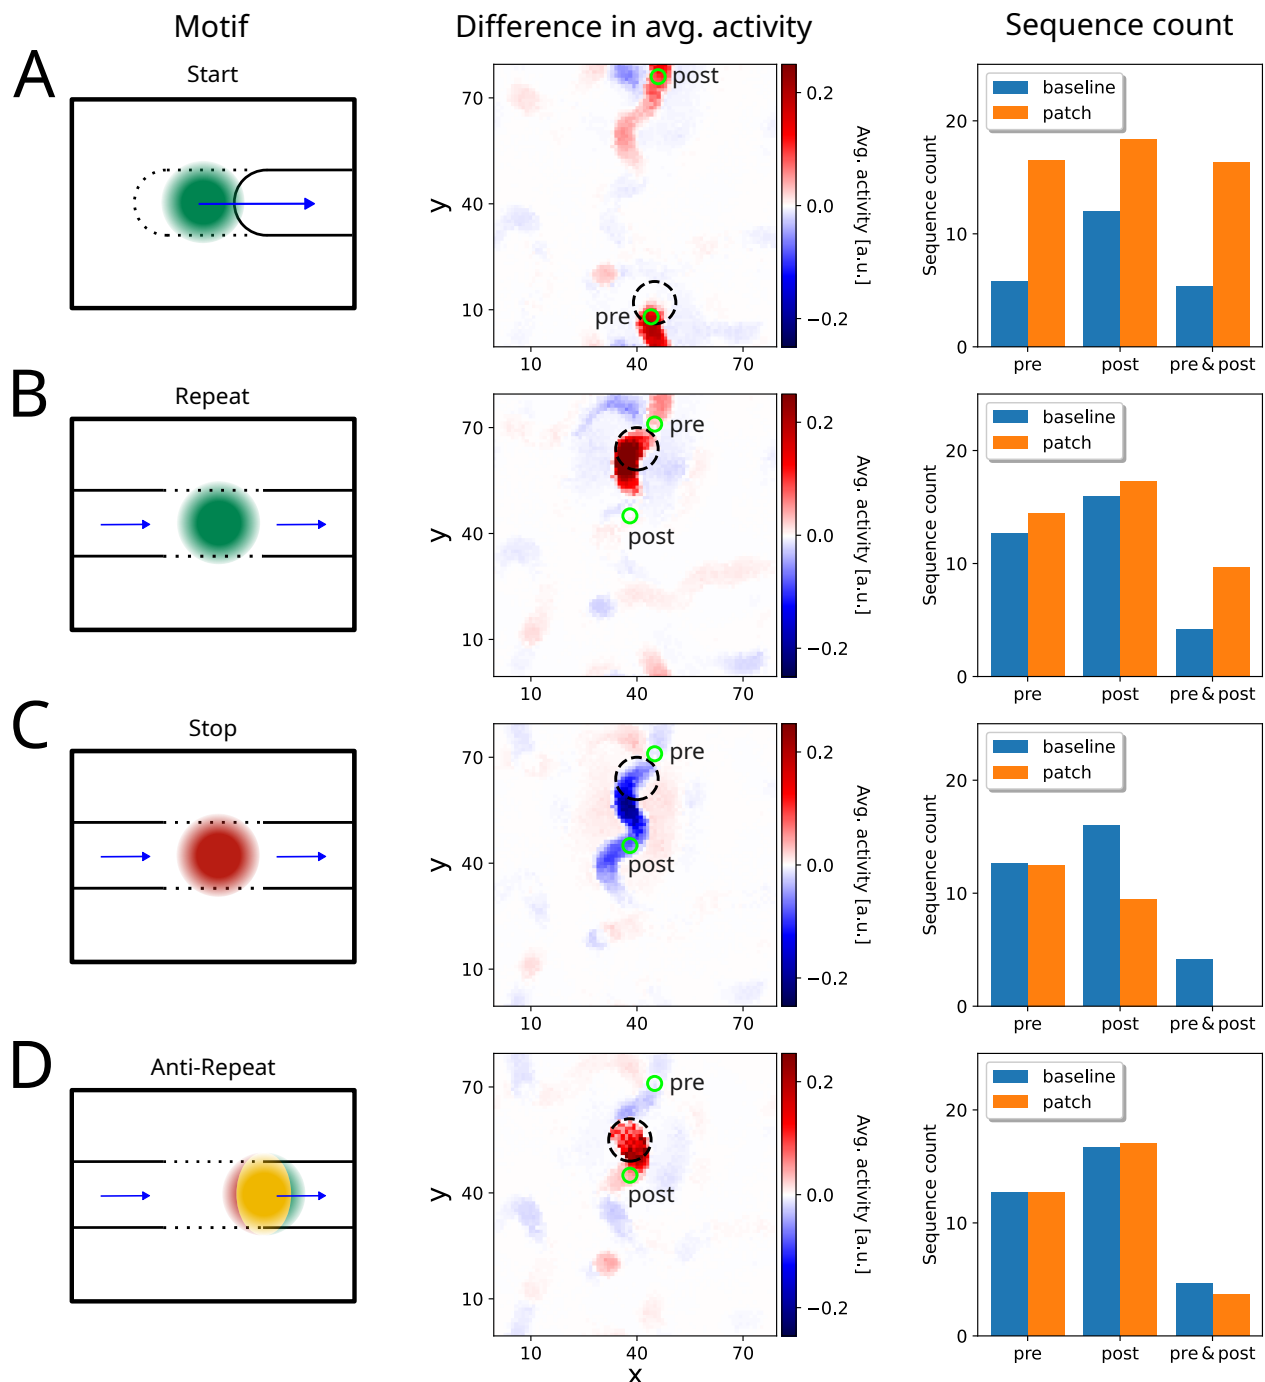 Motif
Difference in avg. activity
Sequence count
A
Start
70
40
10
y
post
pre
10
40
70
0.2
0.0
−0.2
Avg. activity [a.u.]
Sequence count
20
10
0
baseline
patch
pre
post
pre & post
B
Repeat
70
40
10
y
pre
post
10
40
70
0.2
0.0
−0.2
Avg. activity [a.u.]
Sequence count
20
10
0
baseline
patch
pre
post
pre & post
C
Stop
70
40
10
y
pre
post
10
40
70
0.2
0.0
−0.2
Avg. activity [a.u.]
Sequence count
20
10
0
baseline
patch
pre
post
pre & post
D
Anti-Repeat
70
40
10
y
pre
post
10
40
70
x
0.2
0.0
−0.2
Avg. activity [a.u.]
Sequence count
20
10
0
baseline
patch
pre
post
pre & post